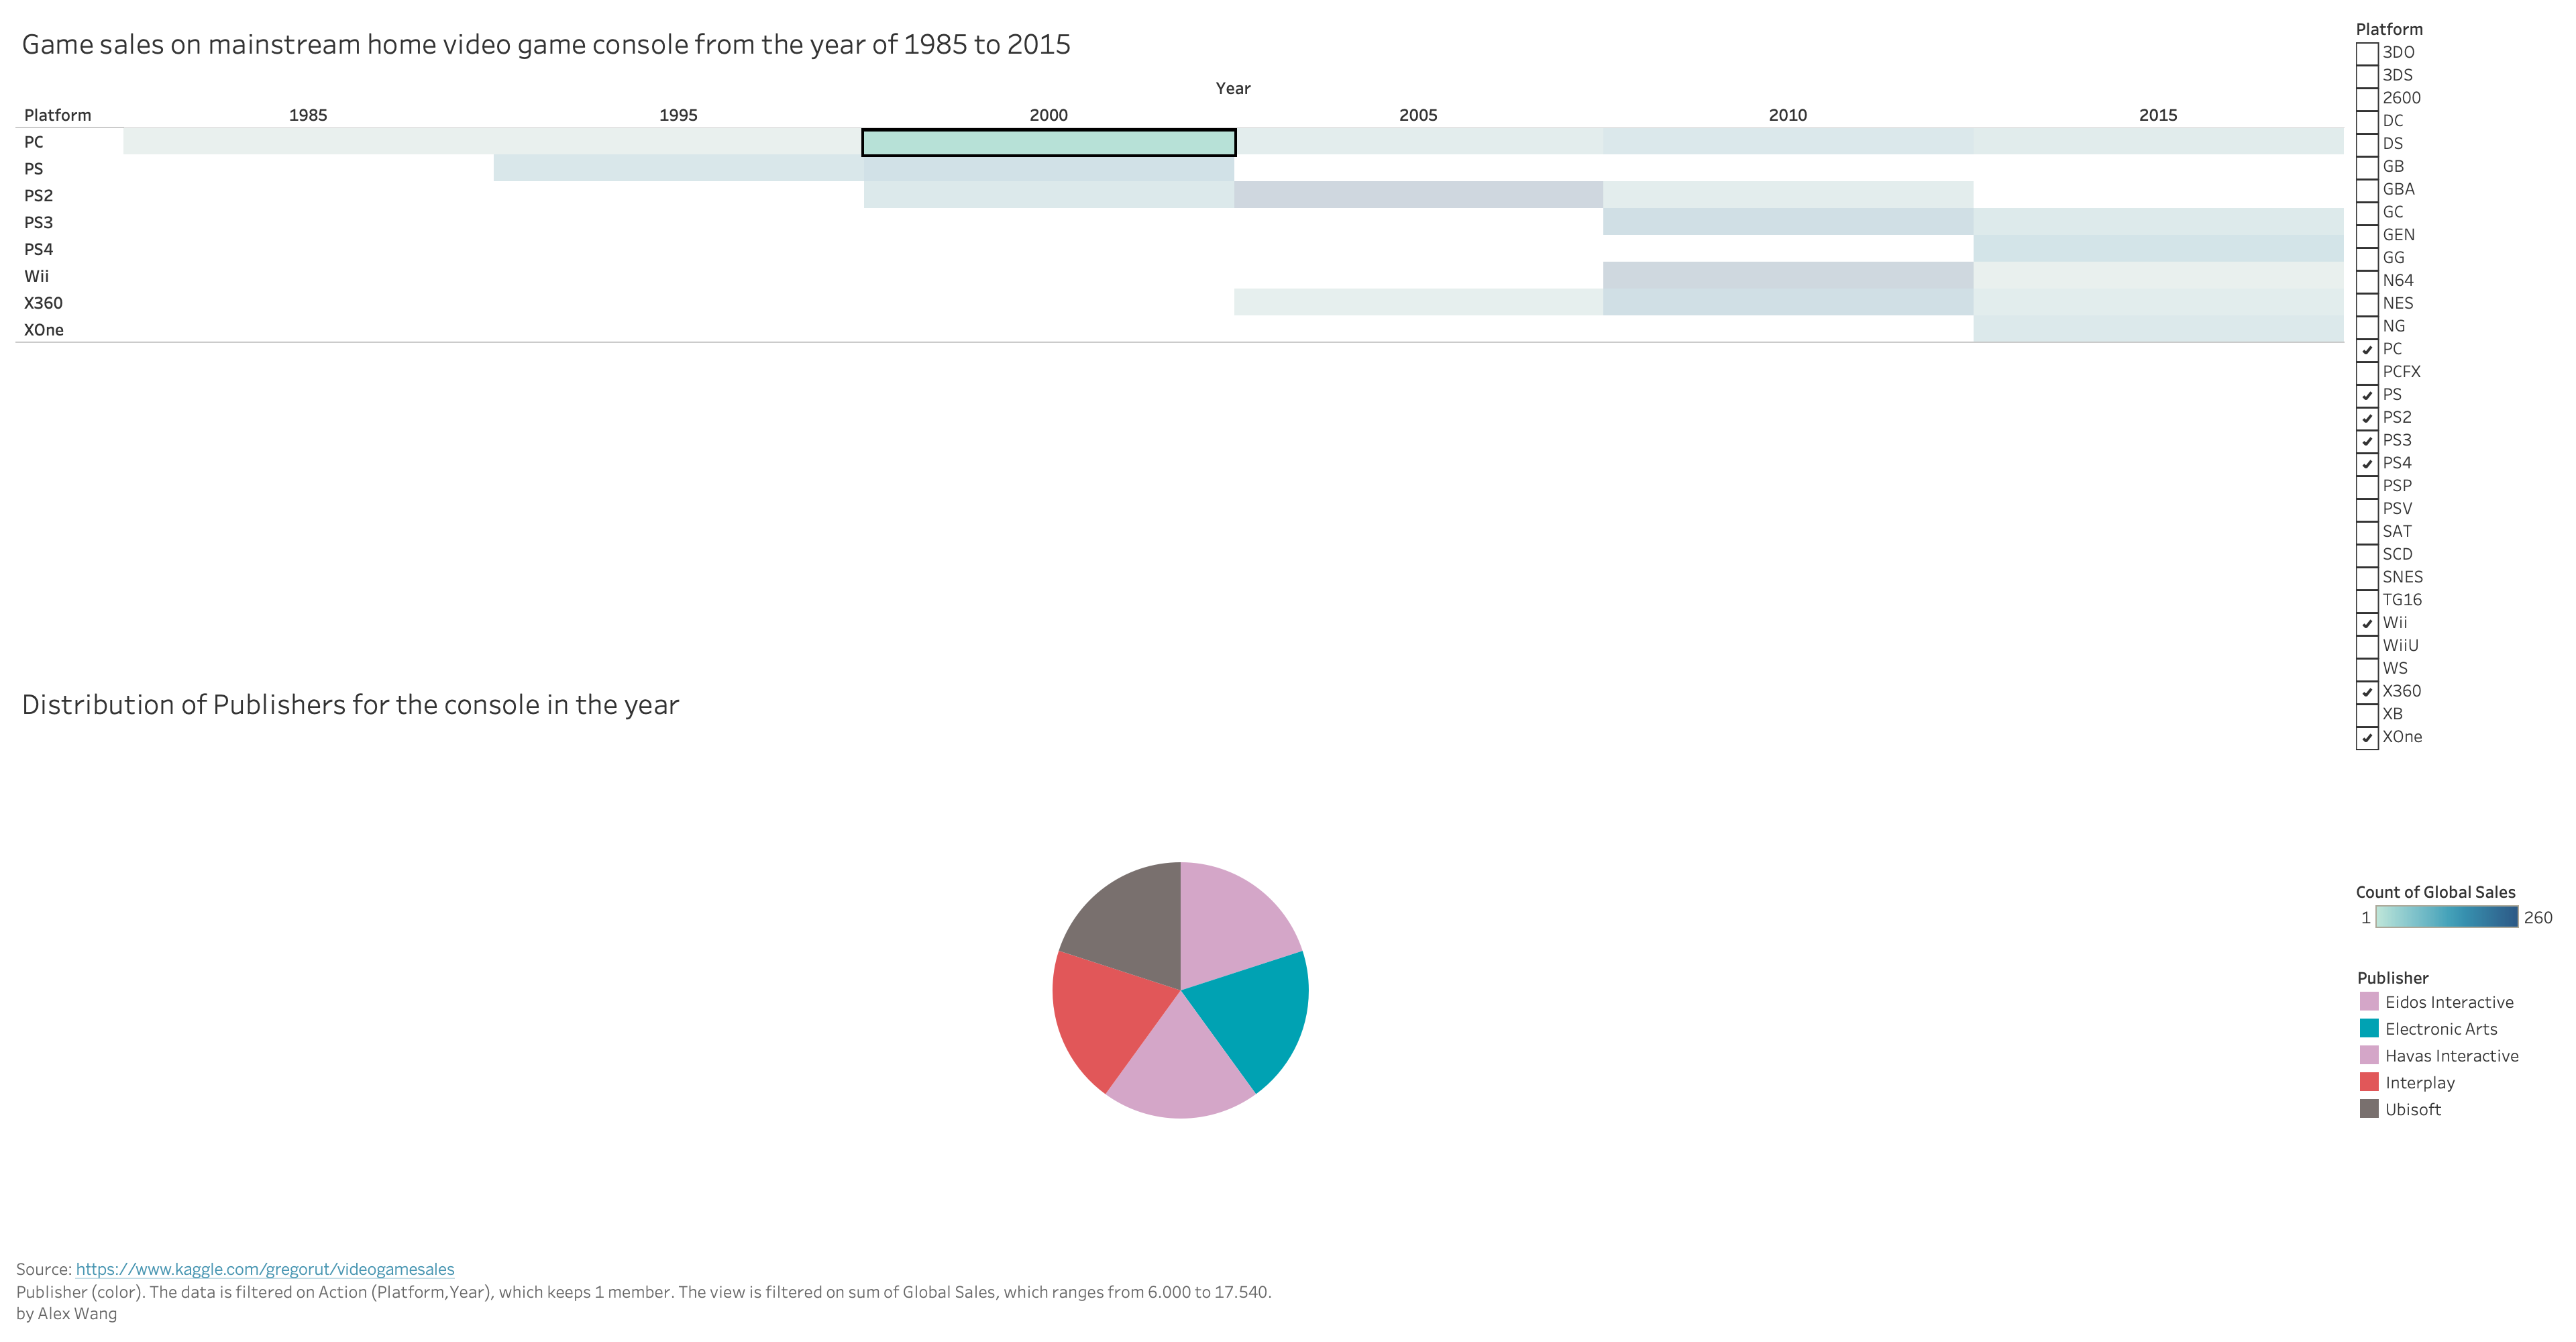 Game sales on mainstream home video game console from the year of 1985 to 2015
Year
Platform 1985 1995 2000 2005 2010 2015
PC
PS
PS2
PS3
PS4
Wii
X360
XOne
Platform
3DO
3DS
2600
DC
DS
GB
GBA
GC
GEN
GG
N64
NES
NG
PC
PCFX
PS
PS2
PS3
PS4
PSP
PSV
SAT
SCD
SNES
TG16
Wii
WiiU
WS
X360
XB
XOne
Distribution of Publishers for the console in the year
Count of Global Sales
1 260
Publisher
Eidos Interactive
Electronic Arts
Havas Interactive
Interplay
Ubisoft
Source: https://www.kaggle.com/gregorut/videogamesales
Publisher (color). The data is filtered on Action (Platform,Year), which keeps 1 member. The view is filtered on sum of Global Sales, which ranges from 6.000 to 17.540.
by Alex Wang